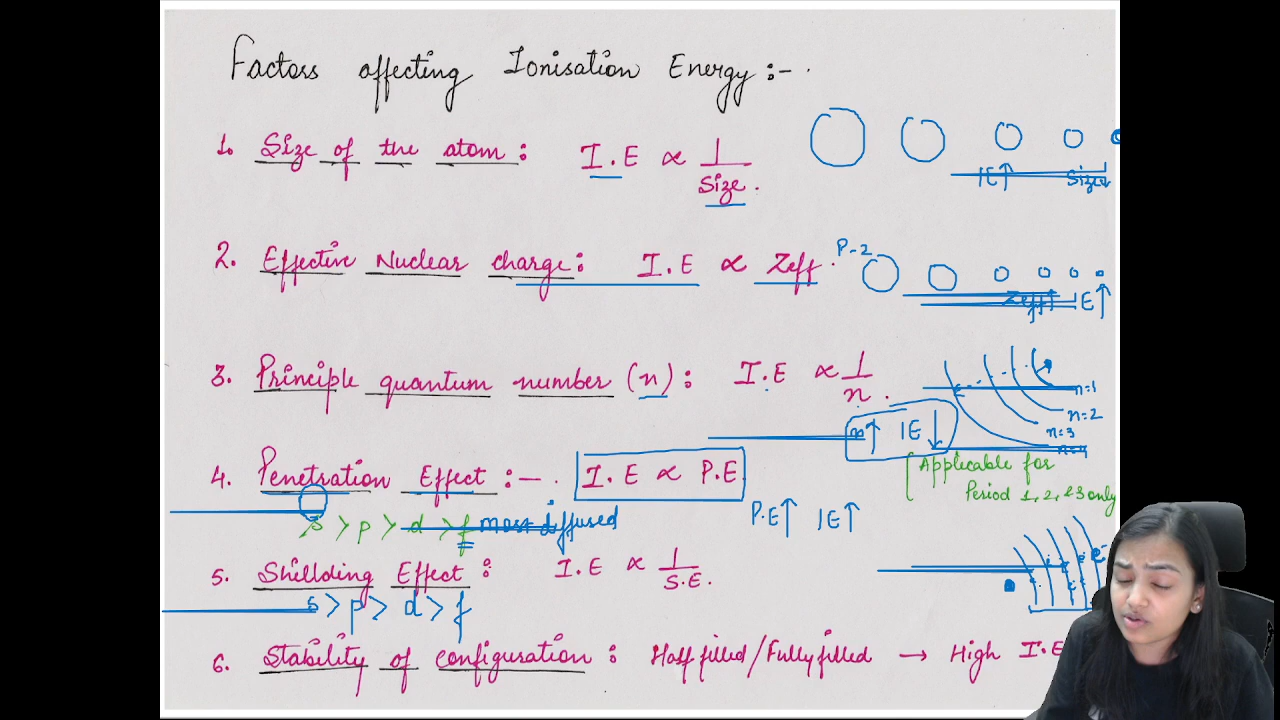 Factors affecting Ionisation Energy :- .
1. Size of the atom : I.E ∝ 1/Size .
IE↑ Size↓
2. Effective Nuclear charge : I.E ∝ Zeff .
P-2
Zeff↑ IE↑
3. Principle quantum number (n) : I.E ∝ 1/n .
n=1
n=2
n=3
n=4
n↑ IE↓
4. Penetration Effect :- . I.E ∝ P.E
[Applicable for
Period 1, 2, & 3 only
s > p > d > f most diffused
P.E↑ IE↑
5. Sheilding Effect : I.E ∝ 1/S.E.
e-
s > p > d > f
6. Stability of configuration : Half filled/Fully filled → High I.E